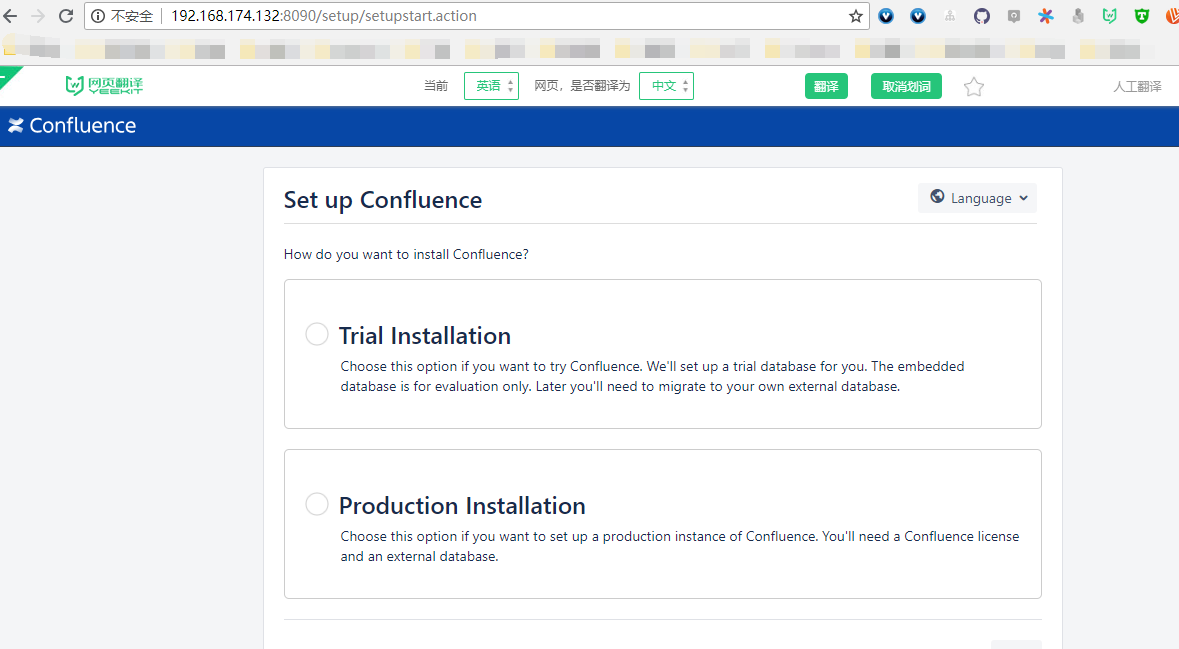 不安全 192.168.174.132:8090/setup/setupstart.action
网页翻译 当前 英语 网页，是否翻译为 中文 翻译 取消划词 人工翻译
YEEKIT
Confluence
Set up Confluence Language
How do you want to install Confluence?
Trial Installation
Choose this option if you want to try Confluence. We'll set up a trial database for you. The embedded
database is for evaluation only. Later you'll need to migrate to your own external database.
Production Installation
Choose this option if you want to set up a production instance of Confluence. You'll need a Confluence license
and an external database.